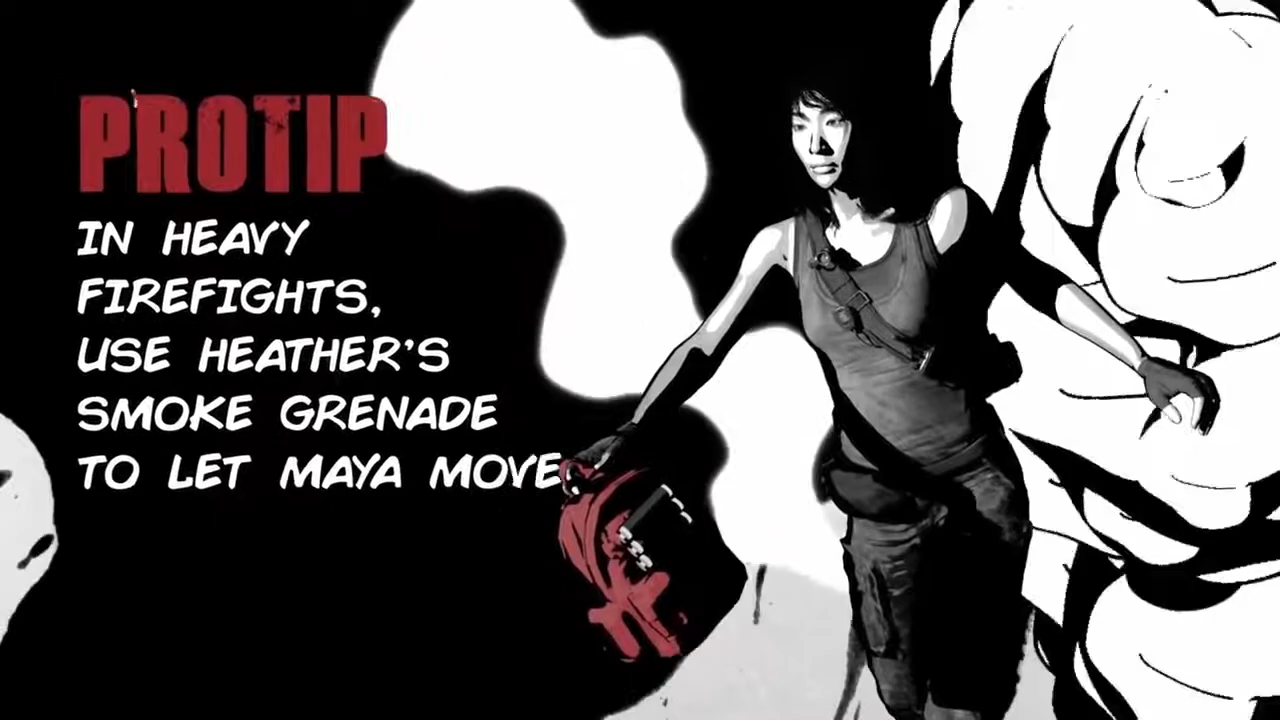 PROTIP
IN HEAVY
FIREFIGHTS,
USE HEATHER'S
SMOKE GRENADE
TO LET MAYA MOVE